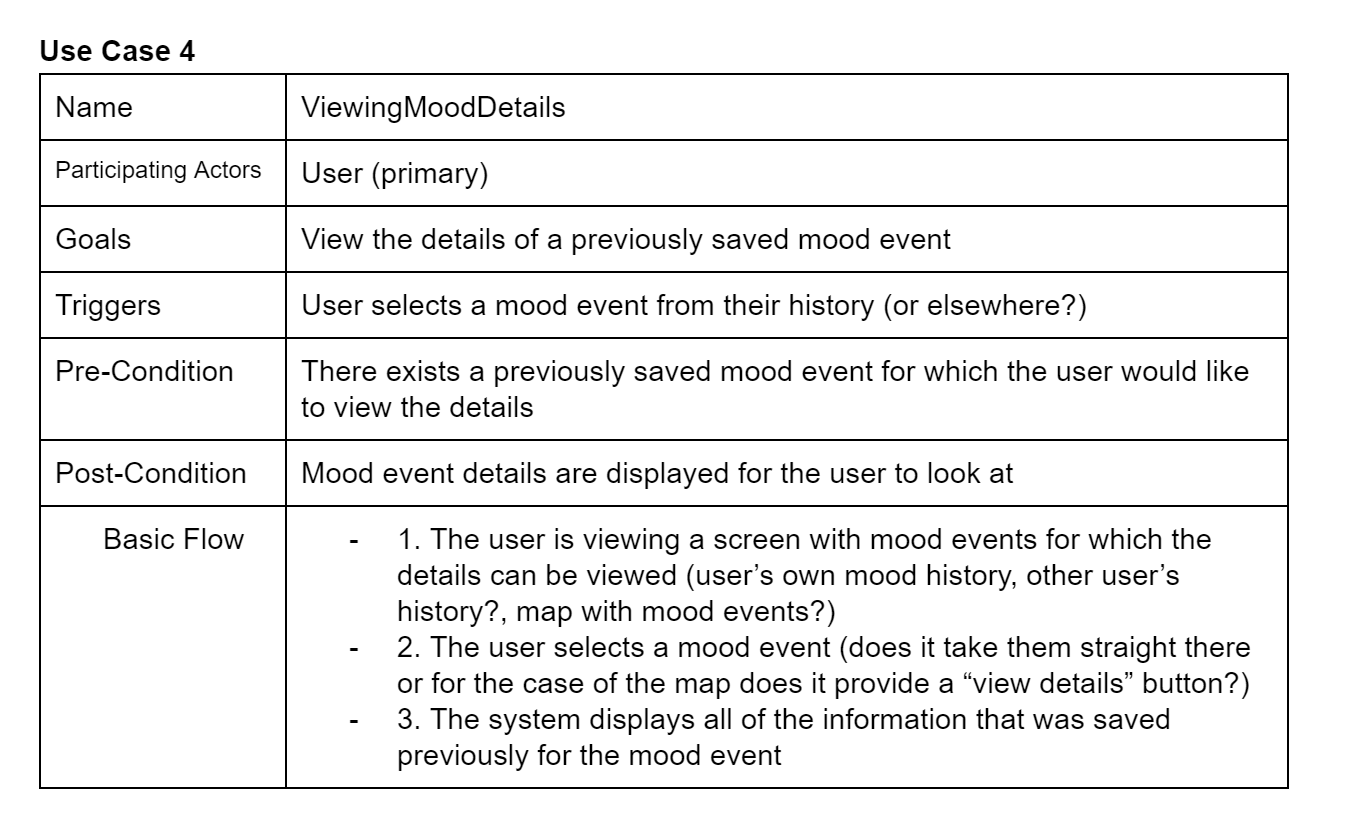 Use Case 4
Name
ViewingMoodDetails
Participating Actors
User (primary)
Goals
View the details of a previously saved mood event
Triggers
User selects a mood event from their history (or elsewhere?)
Pre-Condition
There exists a previously saved mood event for which the user would like
to view the details
Post-Condition
Mood event details are displayed for the user to look at
Basic Flow
- 1. The user is viewing a screen with mood events for which the
details can be viewed (user’s own mood history, other user’s
history?, map with mood events?)
- 2. The user selects a mood event (does it take them straight there
or for the case of the map does it provide a “view details” button?)
- 3. The system displays all of the information that was saved
previously for the mood event